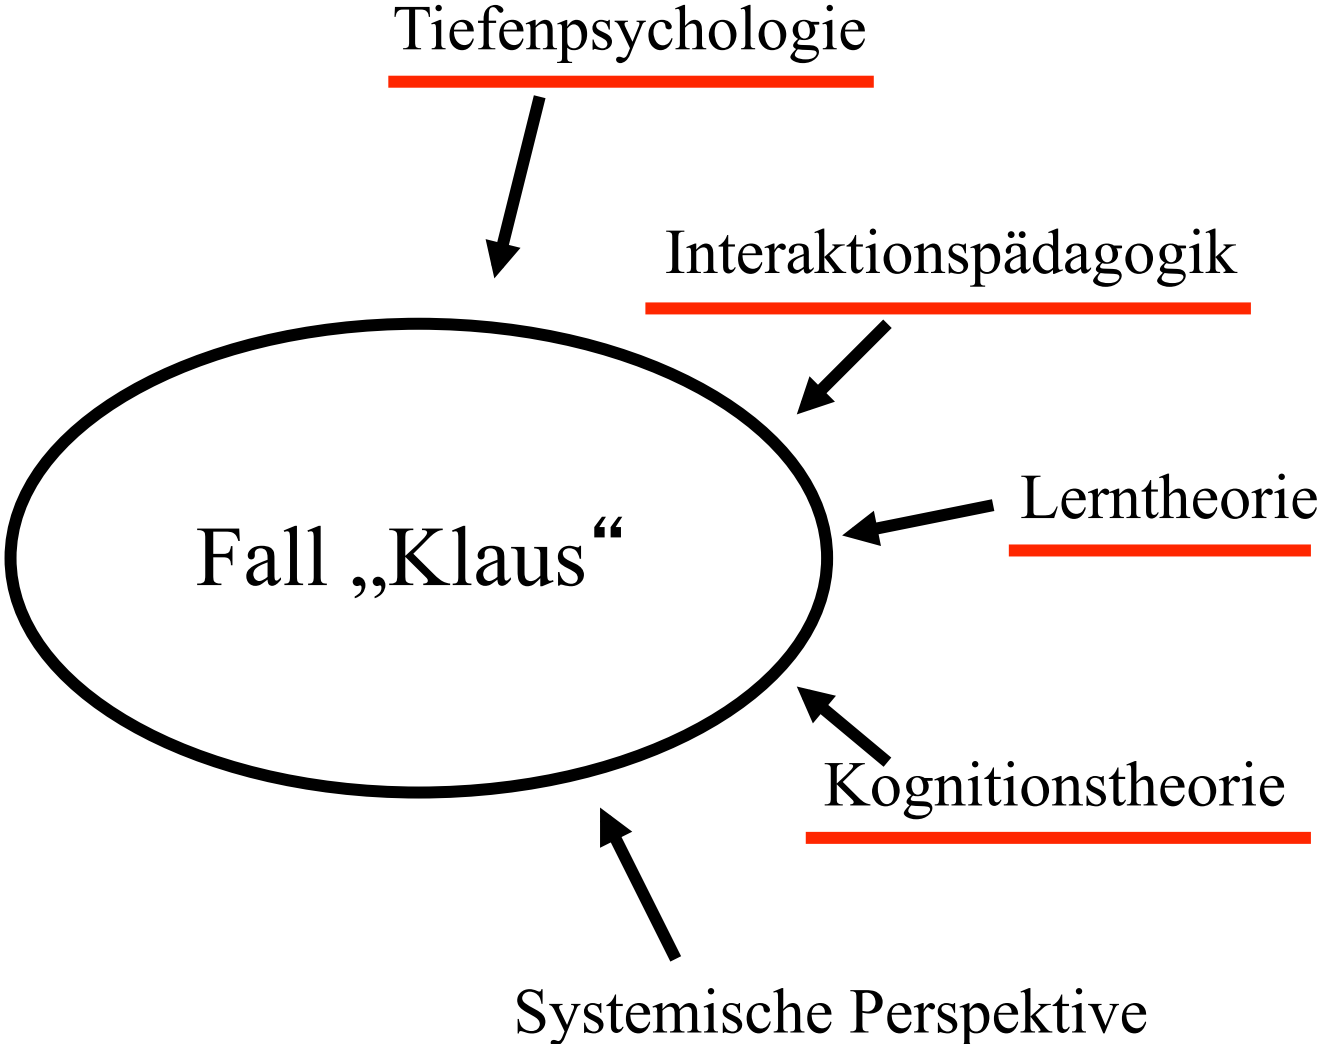 Tiefenpsychologie
Interaktionspädagogik
Lerntheorie
Fall „Klaus“
Kognitionstheorie
Systemische Perspektive